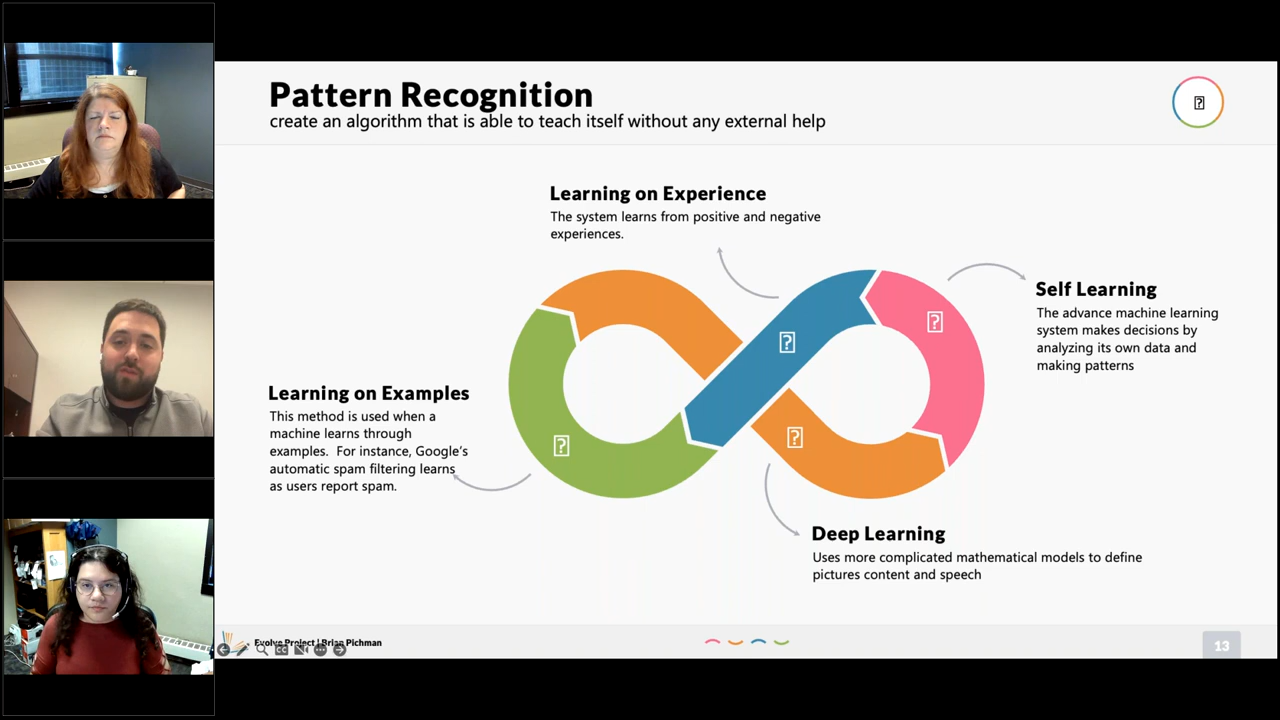 Pattern Recognition
create an algorithm that is able to teach itself without any external help
Learning on Experience
The system learns from positive and negative
experiences.
Self Learning
The advance machine learning
system makes decisions by
analyzing its own data and
making patterns
Learning on Examples
This method is used when a
machine learns through
examples. For instance, Google's
automatic spam filtering learns
as users report spam.
Deep Learning
Uses more complicated mathematical models to define
pictures content and speech
Evolve Project | Brian Pichman
13